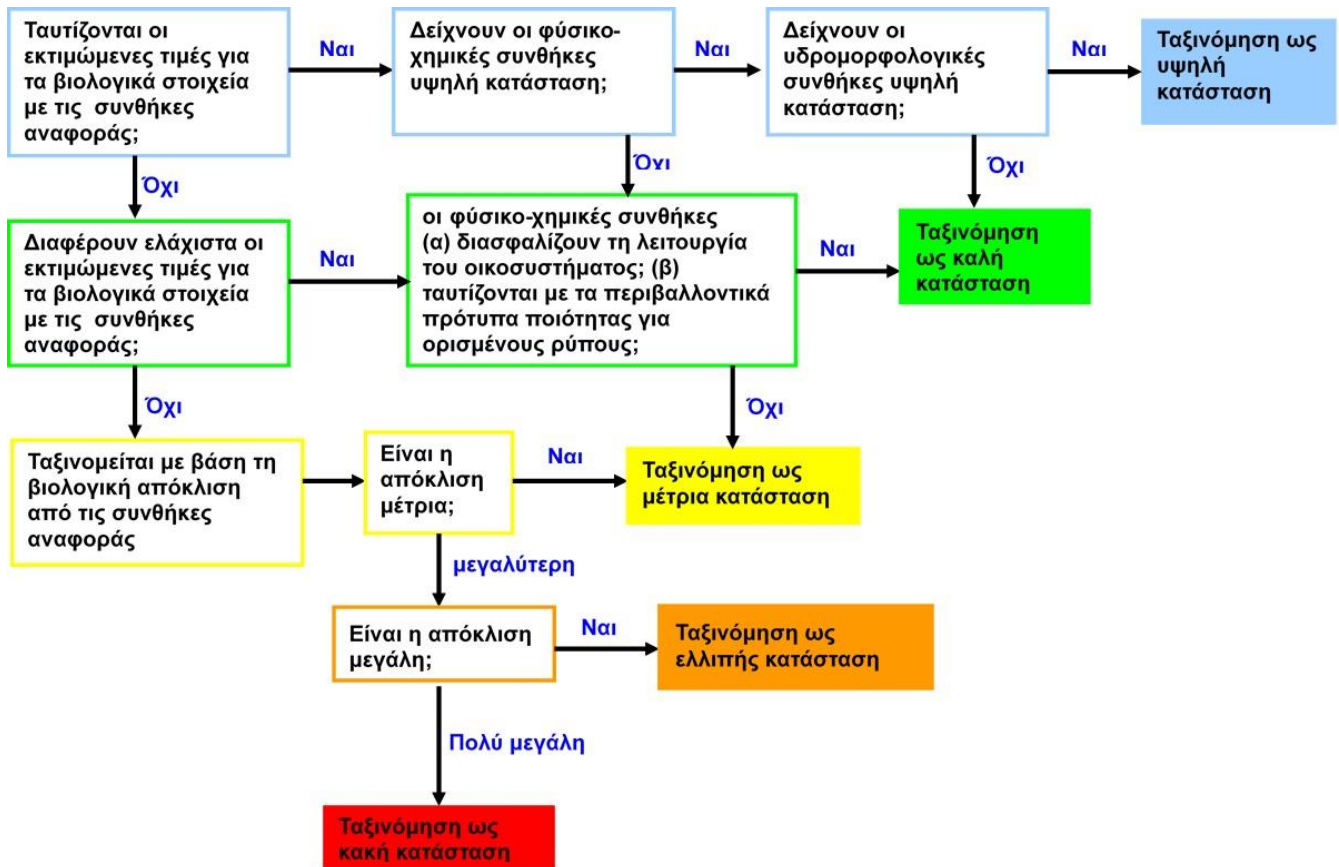 Ταυτίζονται οι
εκτιμώμενες τιμές για
τα βιολογικά στοιχεία
με τις συνθήκες
αναφοράς;
Ναι
Δείχνουν οι φύσικο-
χημικές συνθήκες
υψηλή κατάσταση;
Ναι
Δείχνουν οι
υδρομορφολογικές
συνθήκες υψηλή
κατάσταση;
Ναι
Ταξινόμηση ως
υψηλή
κατάσταση
Όχι
Όχι
Όχι
Διαφέρουν ελάχιστα οι
εκτιμώμενες τιμές για
τα βιολογικά στοιχεία
με τις συνθήκες
αναφοράς;
Ναι
οι φύσικο-χημικές συνθήκες
(α) διασφαλίζουν τη λειτουργία
του οικοσυστήματος; (β)
ταυτίζονται με τα περιβαλλοντικά
πρότυπα ποιότητας για
ορισμένους ρύπους;
Ναι
Ταξινόμηση
ως καλή
κατάσταση
Όχι
Όχι
Ταξινομείται με βάση τη
βιολογική απόκλιση
από τις συνθήκες
αναφοράς
Είναι η
απόκλιση
μέτρια;
Ναι
Ταξινόμηση ως
μέτρια κατάσταση
μεγαλύτερη
Είναι η απόκλιση
μεγάλη;
Ναι
Ταξινόμηση ως
ελλιπής κατάσταση
Πολύ μεγάλη
Ταξινόμηση ως
κακή κατάσταση